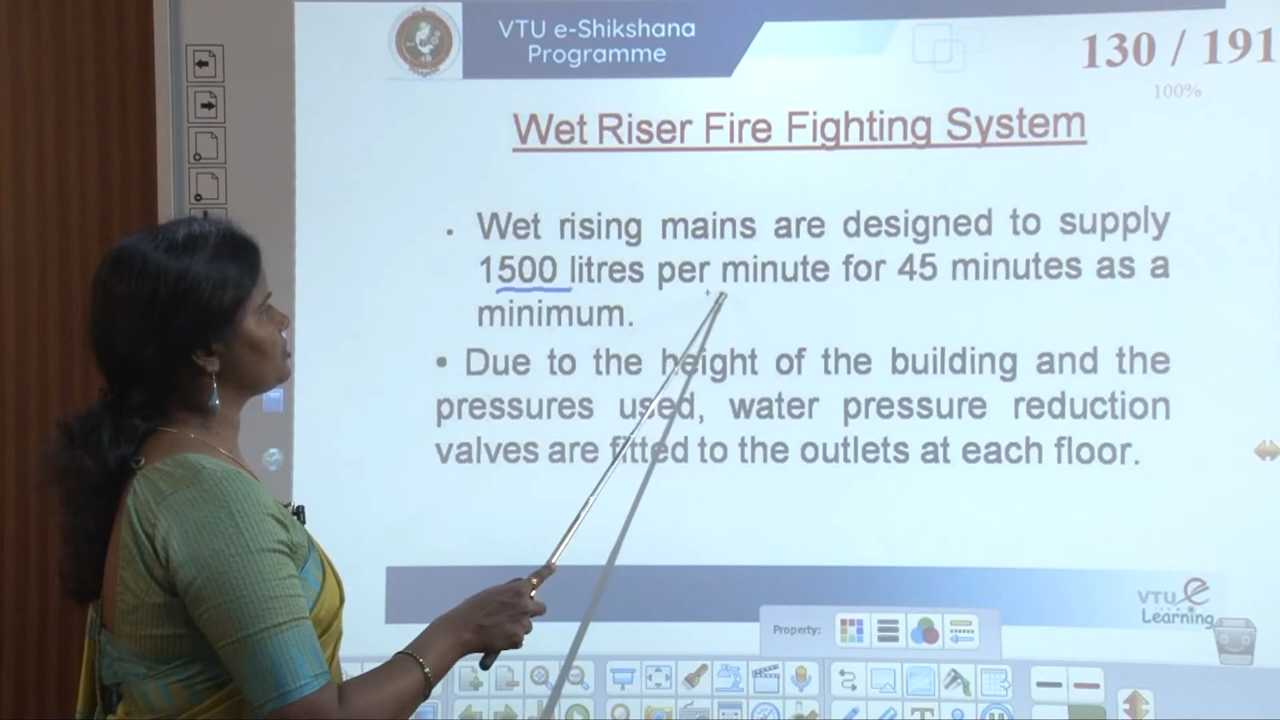 VTU e-Shikshana
Programme
130 / 191
100%
Wet Riser Fire Fighting System
. Wet rising mains are designed to supply
1500 litres per minute for 45 minutes as a
minimum.
• Due to the height of the building and the
pressures used, water pressure reduction
valves are fitted to the outlets at each floor.
VTU e
Learning
Property: